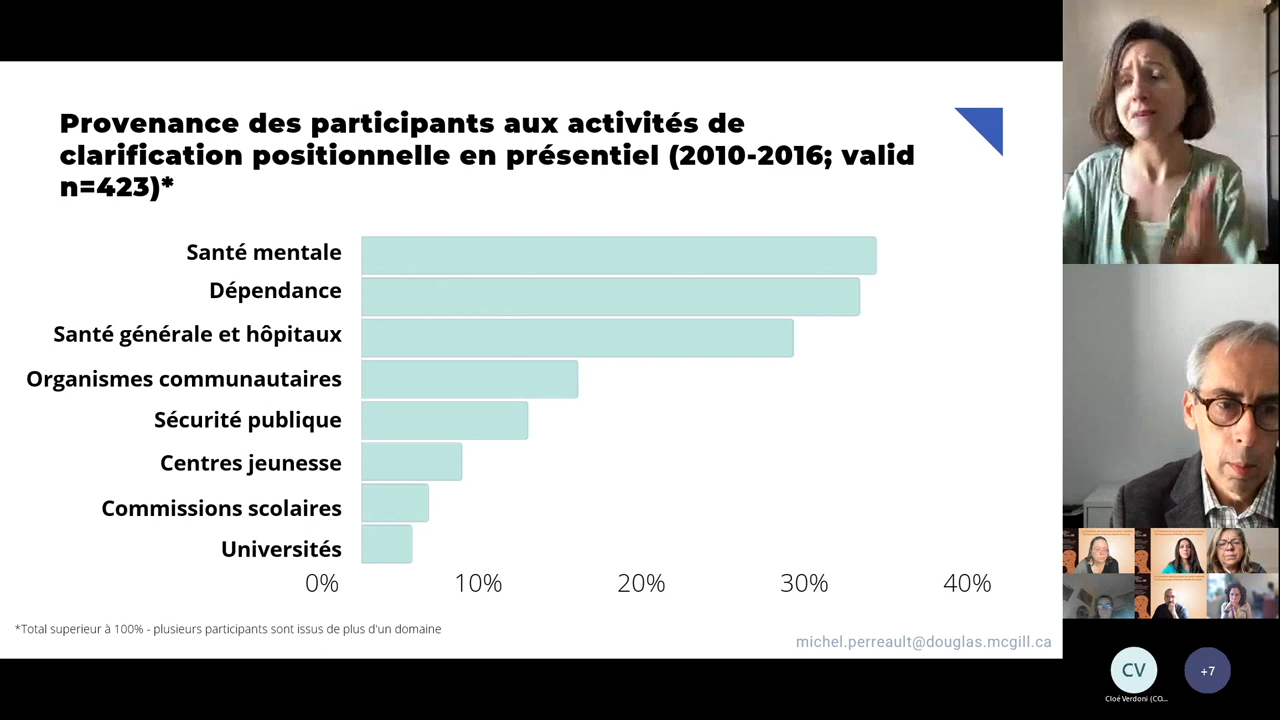 Provenance des participants aux activités de
clarification positionnelle en présentiel (2010-2016; valid
n=423)*
Santé mentale
Dépendance
Santé générale et hôpitaux
Organismes communautaires
Sécurité publique
Centres jeunesse
Commissions scolaires
Universités
0% 10% 20% 30% 40%
*Total superieur à 100% - plusieurs participants sont issus de plus d'un domaine
michel.perreault@douglas.mcgill.ca
CV
+7
Cloé Verdoni (CO...